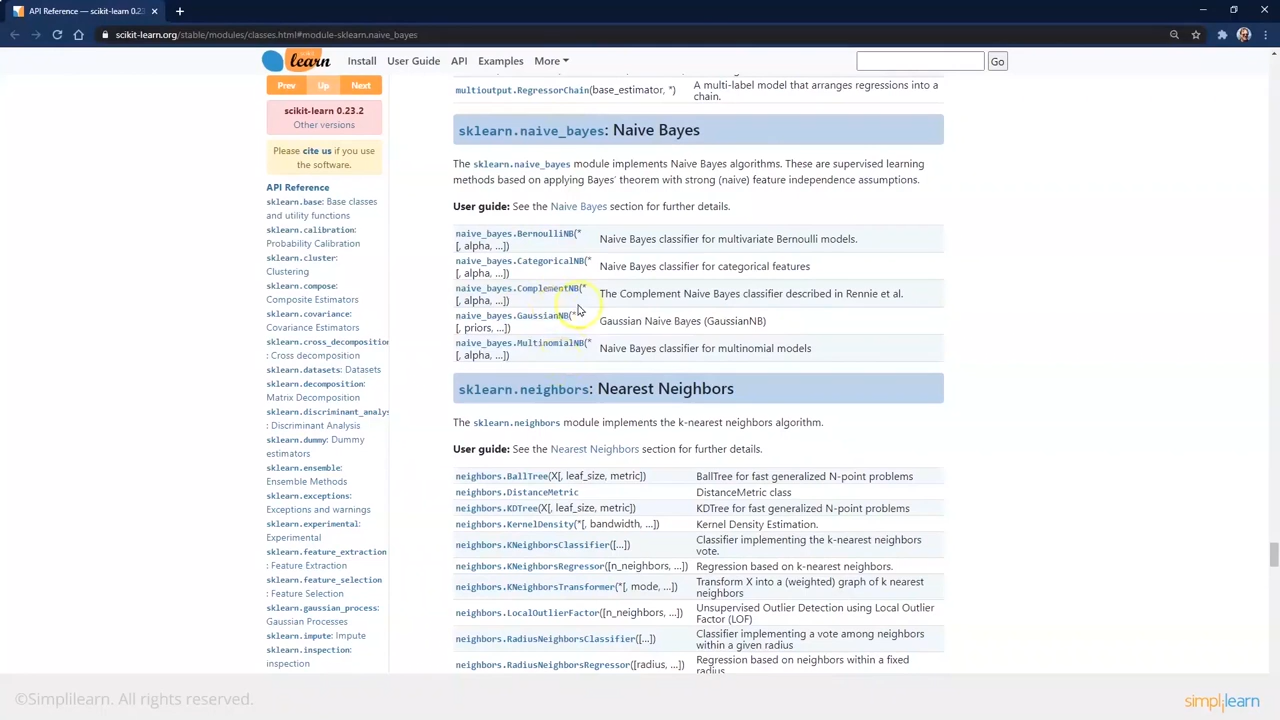 API Reference — scikit-learn 0.23
scikit-learn.org/stable/modules/classes.html#module-sklearn.naive_bayes
learn
Install
User Guide
API
Examples
More
Go
Prev
Up
Next
scikit-learn 0.23.2
Other versions
Please cite us if you use
the software.
API Reference
sklearn.base: Base classes
and utility functions
sklearn.calibration:
Probability Calibration
sklearn.cluster:
Clustering
sklearn.compose:
Composite Estimators
sklearn.covariance:
Covariance Estimators
sklearn.cross_decomposition
: Cross decomposition
sklearn.datasets: Datasets
sklearn.decomposition:
Matrix Decomposition
sklearn.discriminant_analys
: Discriminant Analysis
sklearn.dummy: Dummy
estimators
sklearn.ensemble:
Ensemble Methods
sklearn.exceptions:
Exceptions and warnings
sklearn.experimental:
Experimental
sklearn.feature_extraction
: Feature Extraction
sklearn.feature_selection
: Feature Selection
sklearn.gaussian_process:
Gaussian Processes
sklearn.impute: Impute
sklearn.inspection:
inspection
multioutput.RegressorChain(base_estimator, *)
A multi-label model that arranges regressions into a
chain.
sklearn.naive_bayes: Naive Bayes
The sklearn.naive_bayes module implements Naive Bayes algorithms. These are supervised learning
methods based on applying Bayes' theorem with strong (naive) feature independence assumptions.
User guide: See the Naive Bayes section for further details.
naive_bayes.BernoulliNB(*
[, alpha, ...])
Naive Bayes classifier for multivariate Bernoulli models.
naive_bayes.CategoricalNB(*
[, alpha, ...])
Naive Bayes classifier for categorical features
naive_bayes.ComplementNB(*
[, alpha, ...])
The Complement Naive Bayes classifier described in Rennie et al.
naive_bayes.GaussianNB(*
[, priors, ...])
Gaussian Naive Bayes (GaussianNB)
naive_bayes.MultinomialNB(*
[, alpha, ...])
Naive Bayes classifier for multinomial models
sklearn.neighbors: Nearest Neighbors
The sklearn.neighbors module implements the k-nearest neighbors algorithm.
User guide: See the Nearest Neighbors section for further details.
neighbors.BallTree(X[, leaf_size, metric])
BallTree for fast generalized N-point problems
neighbors.DistanceMetric
DistanceMetric class
neighbors.KDTree(X[, leaf_size, metric])
KDTree for fast generalized N-point problems
neighbors.KernelDensity(*[, bandwidth, ...])
Kernel Density Estimation.
neighbors.KNeighborsClassifier([...])
Classifier implementing the k-nearest neighbors
vote.
neighbors.KNeighborsRegressor([n_neighbors, ...])
Regression based on k-nearest neighbors.
neighbors.KNeighborsTransformer(*[, mode, ...])
Transform X into a (weighted) graph of k nearest
neighbors
neighbors.LocalOutlierFactor([n_neighbors, ...])
Unsupervised Outlier Detection using Local Outlier
Factor (LOF)
neighbors.RadiusNeighborsClassifier([...])
Classifier implementing a vote among neighbors
within a given radius
neighbors.RadiusNeighborsRegressor([radius, ...])
Regression based on neighbors within a fixed
radius.
©Simplilearn. All rights reserved.
simplilearn